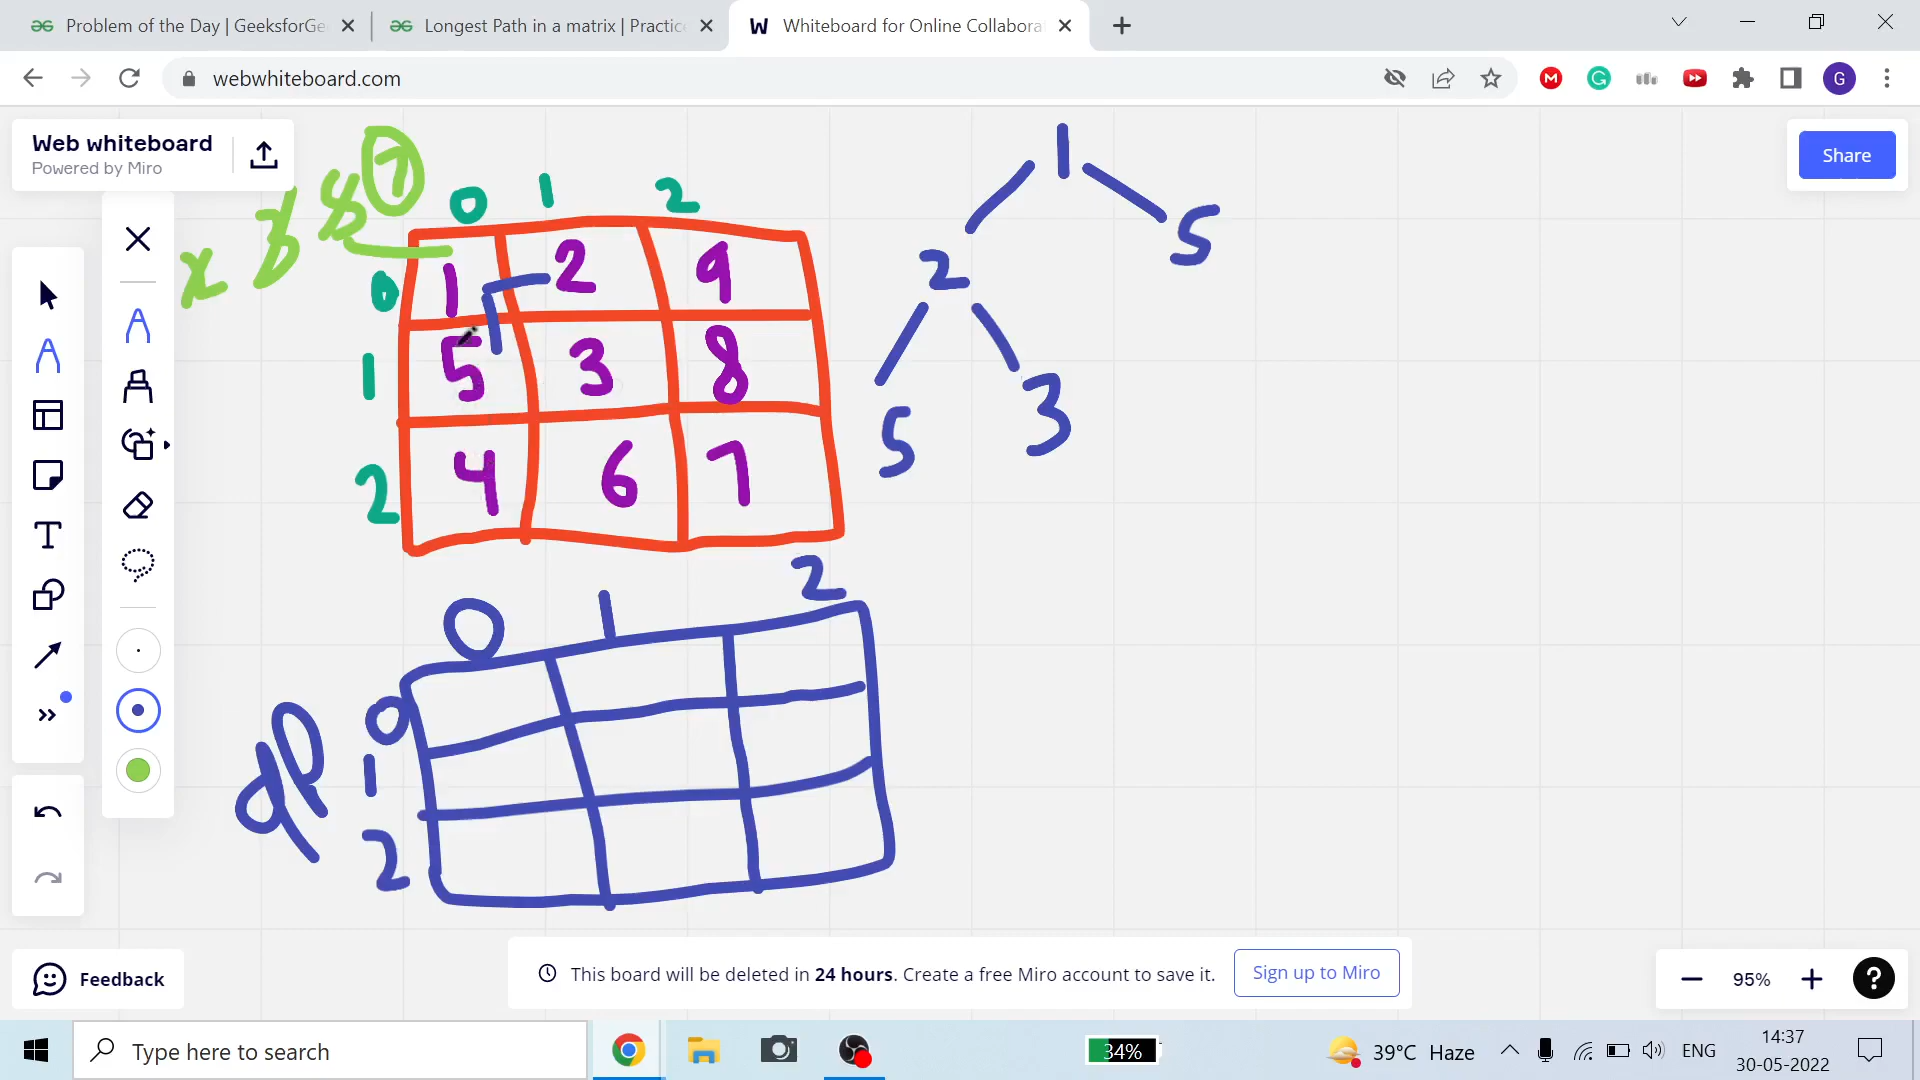 Problem of the Day | GeeksforGe
Longest Path in a matrix | Practice
W Whiteboard for Online Collabora
webwhiteboard.com
M G G
Web whiteboard
Powered by Miro
Share
7
0 1 2
0 1 2 9
1 5 3 8
2 4 6 7
1
2 5
5 3
dp
0 1 2
0
1
2
T
Feedback
This board will be deleted in 24 hours. Create a free Miro account to save it.
Sign up to Miro
95%
?
Type here to search
34%
39°C Haze
ENG
14:37
30-05-2022